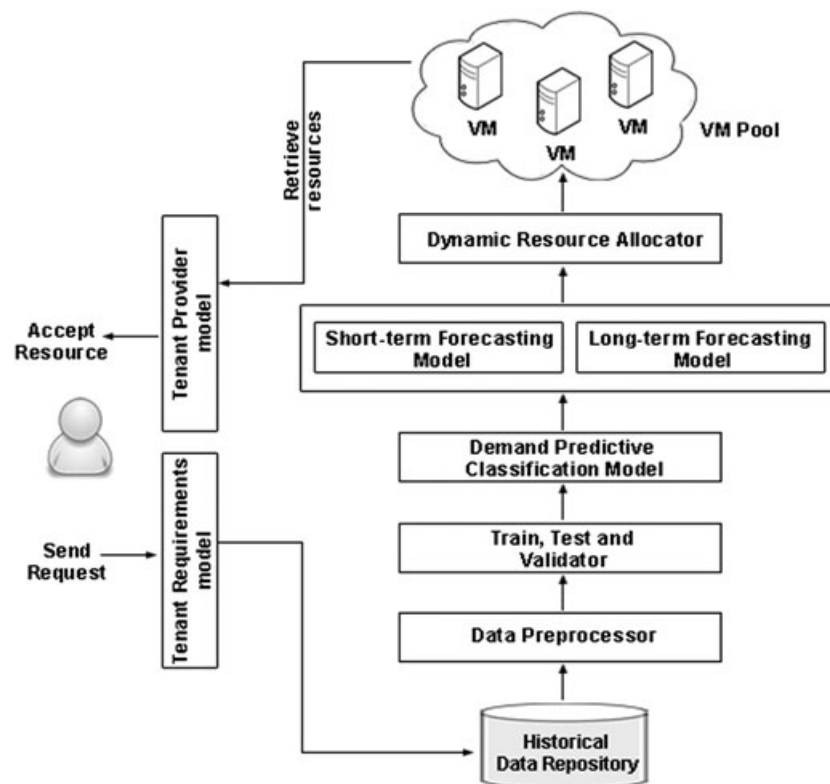 VM
VM
VM
VM Pool
Retrieve
resources
Dynamic Resource Allocator
Tenant Provider
model
Accept
Resource
Short-term Forecasting
Model
Long-term Forecasting
Model
Demand Predictive
Classification Model
Tenant Requirements
model
Send
Request
Train, Test and
Validator
Data Preprocessor
Historical
Data Repository